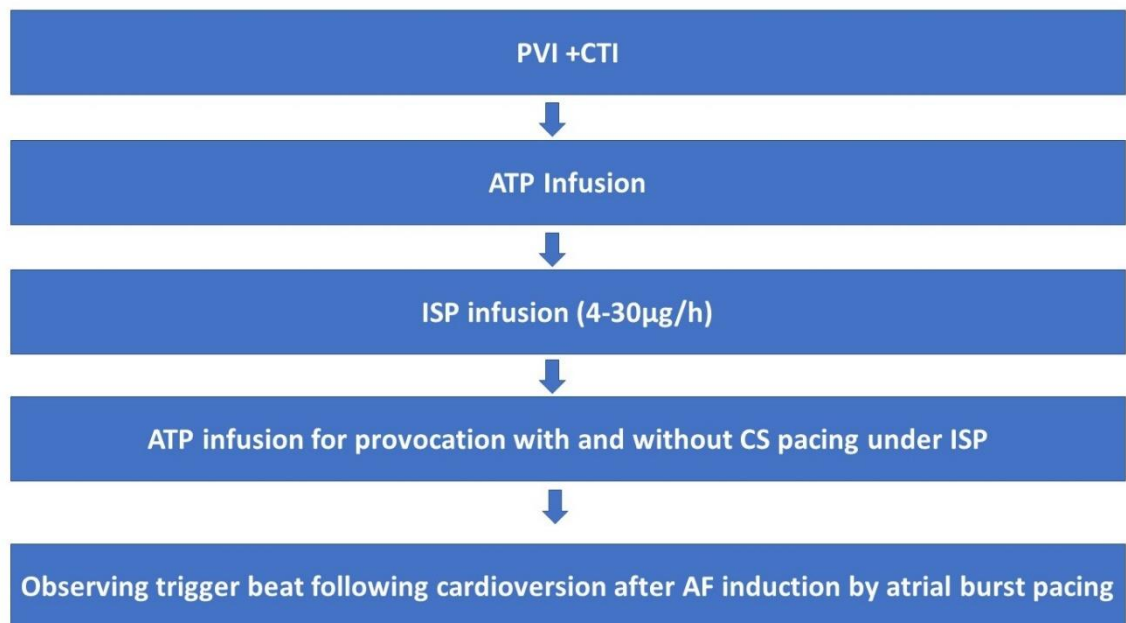 PVI +CTI
ATP Infusion
ISP infusion (4-30µg/h)
ATP infusion for provocation with and without CS pacing under ISP
Observing trigger beat following cardioversion after AF induction by atrial burst pacing